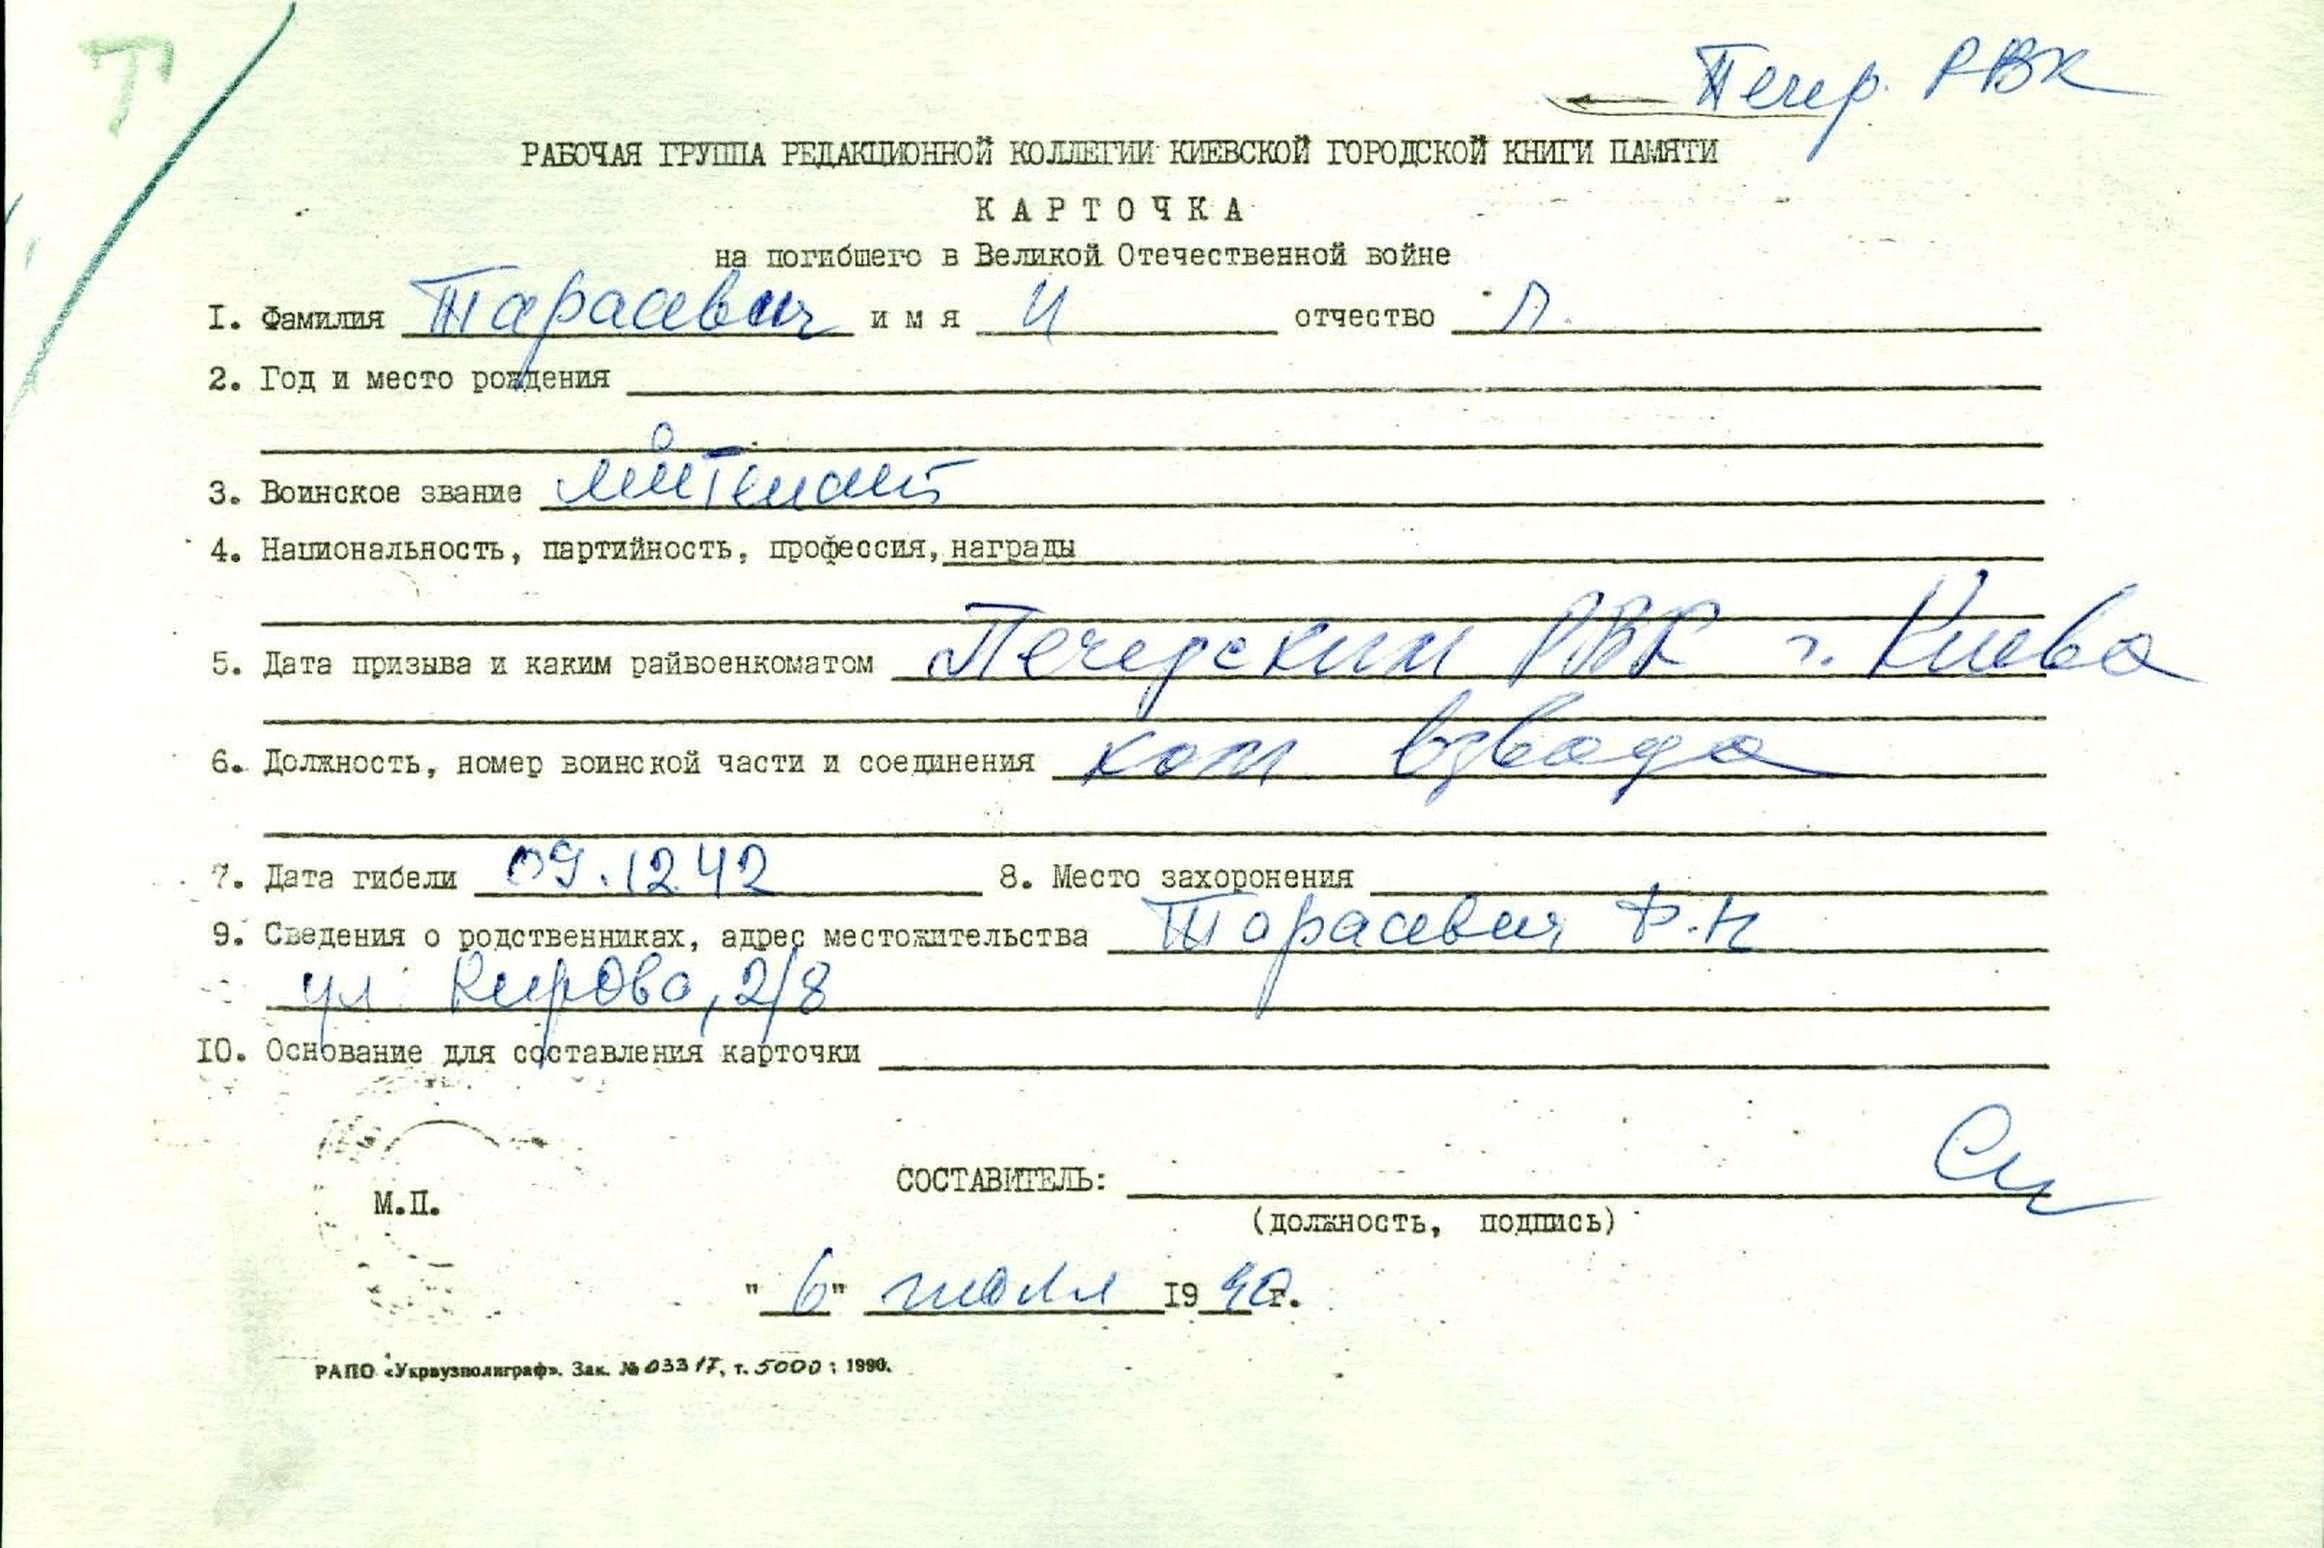 Т
Печер. РВК
РАБОЧАЯ ГРУППА РЕДАКЦИОННОЙ КОЛЛЕГИИ КИЕВСКОЙ ГОРОДСКОЙ КНИГИ ПАМЯТИ
КАРТОЧКА
на погибшего в Великой Отечественной войне
1. Фамилия Тарасевич имя И отчество П.
2. Год и место рождения
3. Воинское звание лейтенант
4. Национальность, партийность, профессия, награды
5. Дата призыва и каким райвоенкоматом Печерским РВК г. Киева
6. Должность, номер воинской части и соединения ком взвода
7. Дата гибели 09.12.42 8. Место захоронения
9. Сведения о родственниках, адрес местожительства Тарасевич Ф.Н
ул Кирова, 2/8
10. Основание для составления карточки
СОСТАВИТЕЛЬ:
М.П.
(должность, подпись)
"6" июля 1990г.
РАПО «Укрвузполиграф». Зак. № 03317, т. 5000; 1990.